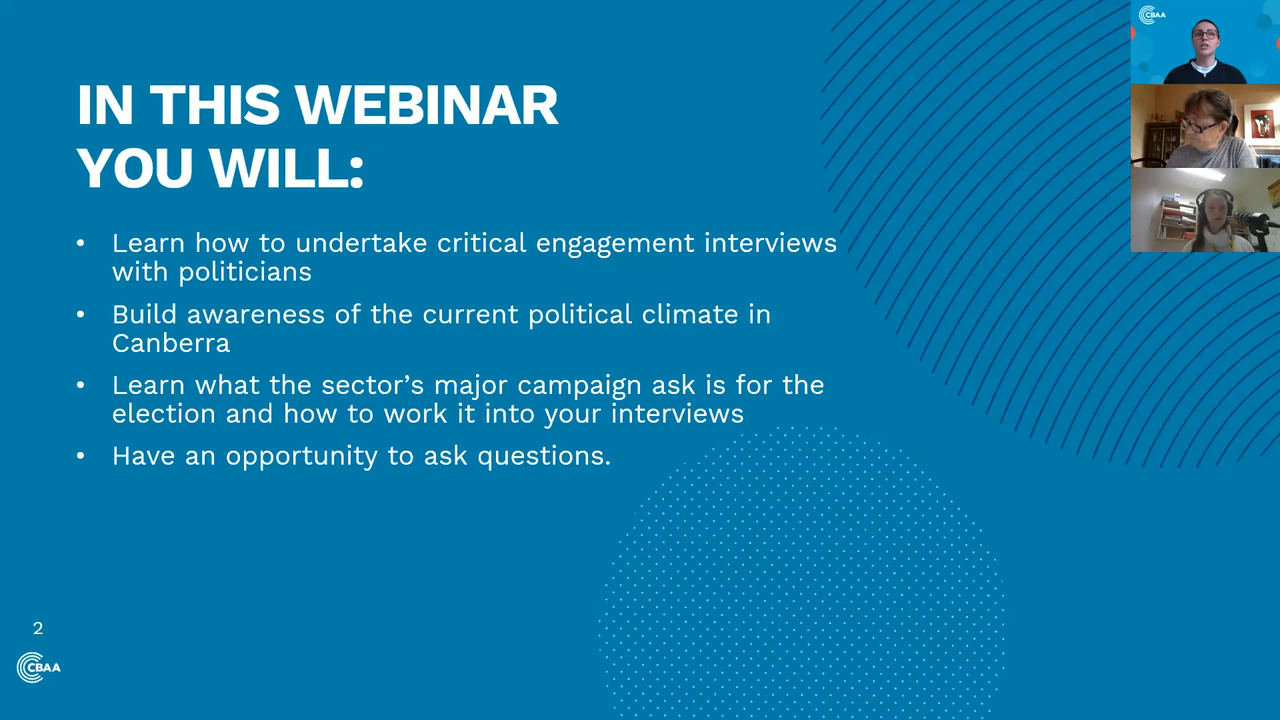 CBAA
IN THIS WEBINAR
YOU WILL:
• Learn how to undertake critical engagement interviews
with politicians
• Build awareness of the current political climate in
Canberra
• Learn what the sector’s major campaign ask is for the
election and how to work it into your interviews
• Have an opportunity to ask questions.
2
CBAA